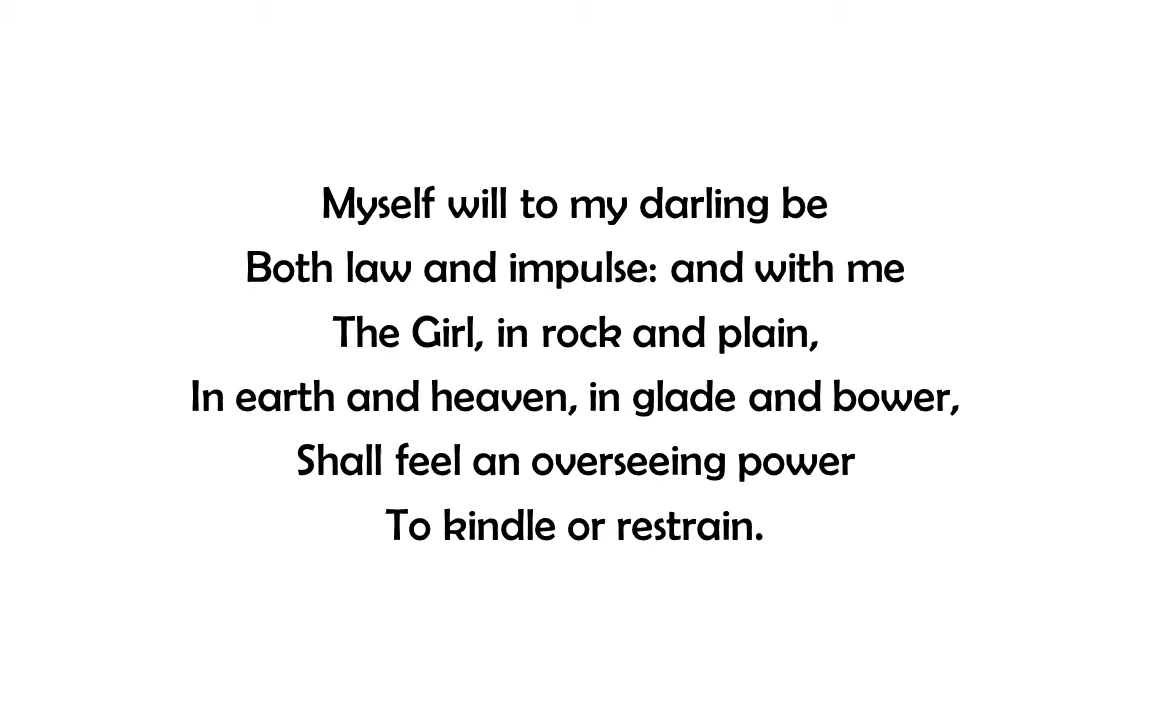 Myself will to my darling be
Both law and impulse: and with me
The Girl, in rock and plain,
In earth and heaven, in glade and bower,
Shall feel an overseeing power
To kindle or restrain.